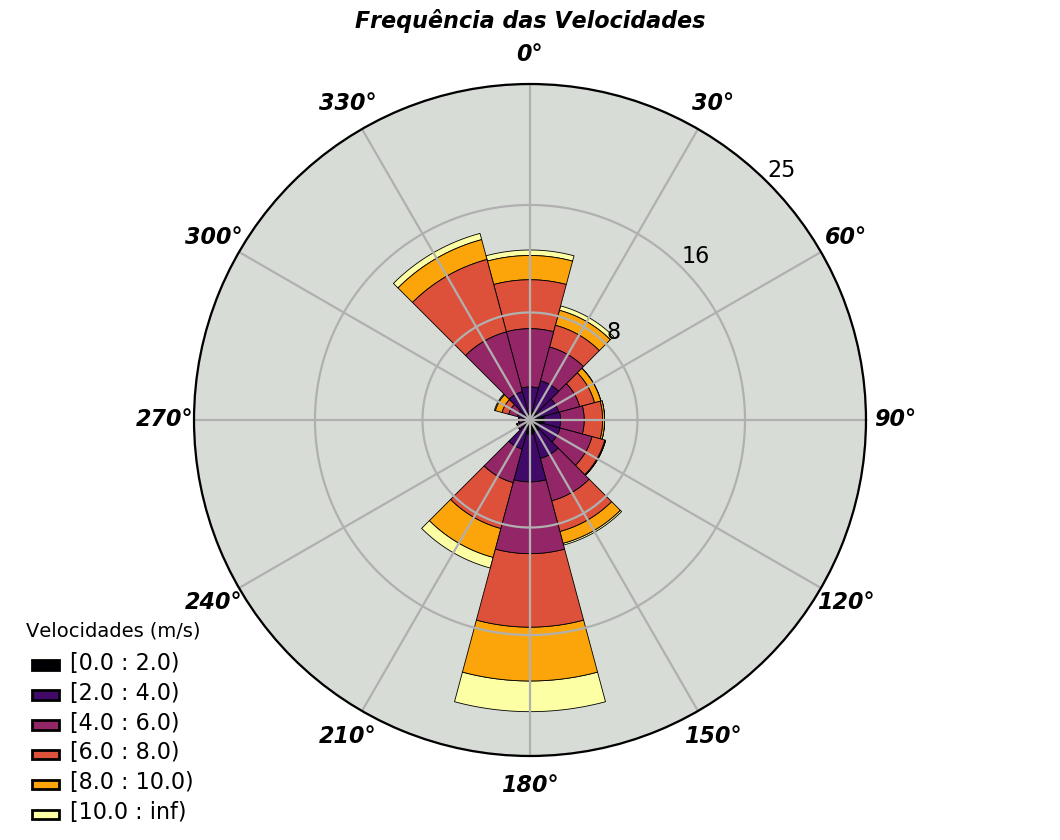 Frequência das Velocidades
0°
330°
30°
25
300°
60°
16
8
270°
90°
240°
120°
210°
150°
180°
Velocidades (m/s)
[0.0 : 2.0)
[2.0 : 4.0)
[4.0 : 6.0)
[6.0 : 8.0)
[8.0 : 10.0)
[10.0 : inf)